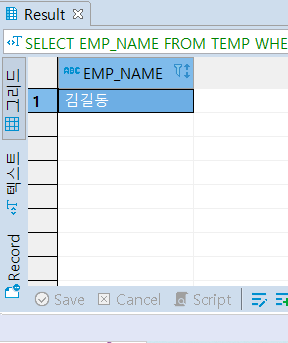 Result
SELECT EMP_NAME FROM TEMP WHE
ABC EMP_NAME
1 김길동
그리드
텍스트
Record
Save Cancel Script